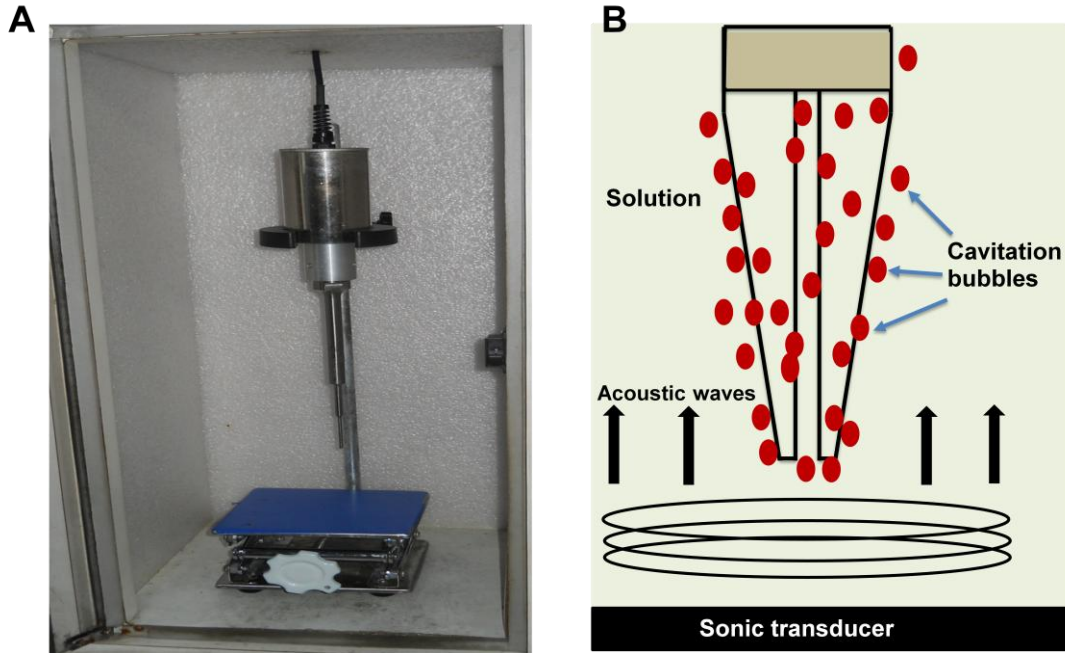 A
B
Solution
Cavitation
bubbles
Acoustic waves
Sonic transducer